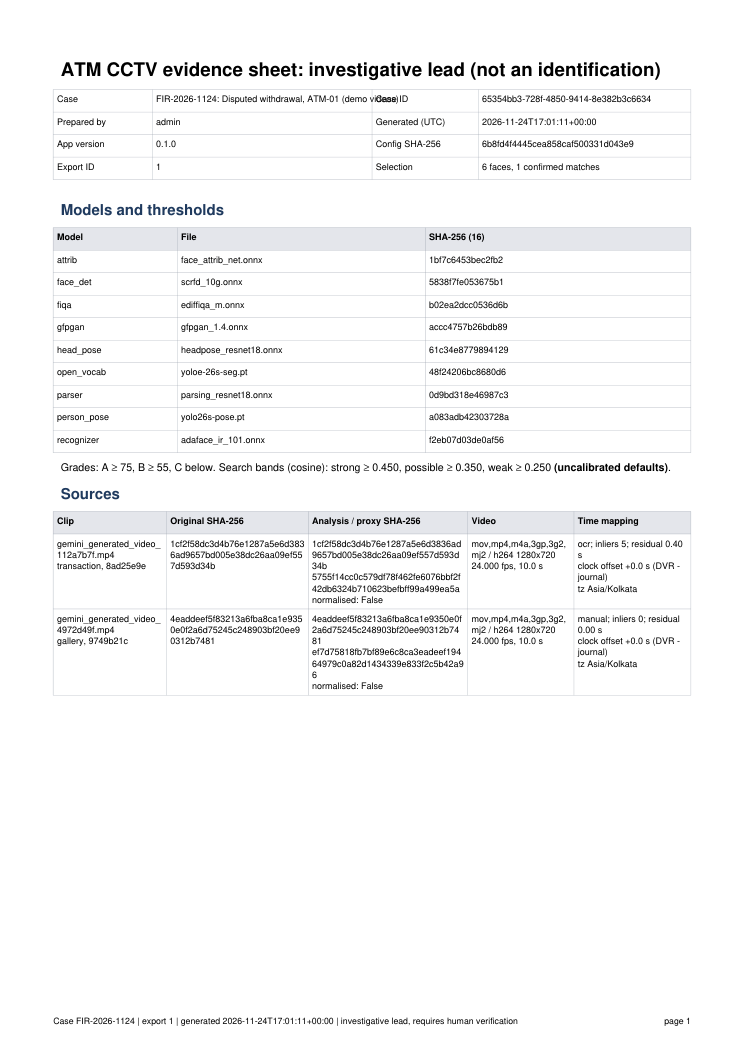 ATM CCTV evidence sheet: investigative lead (not an identification)
Case FIR-2026-1124: Disputed withdrawal, ATM-01 (demo videos) Case ID 65354bb3-728f-4850-9414-8e382b3c6634
Prepared by admin Generated (UTC) 2026-11-24T17:01:11+00:00
App version 0.1.0 Config SHA-256 6b8fd4f4445cea858caf500331d043e9
Export ID 1 Selection 6 faces, 1 confirmed matches
Models and thresholds
Model File SHA-256 (16)
attrib face_attrib_net.onnx 1bf7c6453bec2fb2
face_det scrfd_10g.onnx 5838f7fe053675b1
fiqa ediffiqa_m.onnx b02ea2dcc0536d6b
gfpgan gfpgan_1.4.onnx accc4757b26bdb89
head_pose headpose_resnet18.onnx 61c34e8779894129
open_vocab yoloe-26s-seg.pt 48f24206bc8680d6
parser parsing_resnet18.onnx 0d9bd318e46987c3
person_pose yolo26s-pose.pt a083adb42303728a
recognizer adaface_ir_101.onnx f2eb07d03de0af56
Grades: A ≥ 75, B ≥ 55, C below. Search bands (cosine): strong ≥ 0.450, possible ≥ 0.350, weak ≥ 0.250 (uncalibrated defaults).
Sources
Clip Original SHA-256 Analysis / proxy SHA-256 Video Time mapping
gemini_generated_video_
112a7b7f.mp4
transaction, 8ad25e9e
1cf2f58dc3d4b76e1287a5e6d383
6ad9657bd005e38dc26aa09ef55
7d593d34b
1cf2f58dc3d4b76e1287a5e6d3836ad
9657bd005e38dc26aa09ef557d593d
34b
5755f14cc0c579df78f462fe6076bbf2f
42db6324b710623befbff99a499ea5a
normalised: False
mov,mp4,m4a,3gp,3g2,
mj2 / h264 1280x720
24.000 fps, 10.0 s
ocr; inliers 5; residual 0.40
s
clock offset +0.0 s (DVR -
journal)
tz Asia/Kolkata
gemini_generated_video_
4972d49f.mp4
gallery, 9749b21c
4eaddeef5f83213a6fba8ca1e935
0e0f2a6d75245c248903bf20ee9
0312b7481
4eaddeef5f83213a6fba8ca1e9350e0f
2a6d75245c248903bf20ee90312b74
81
ef7d75818fb7bf89e6c8ca3eadeef194
64979c0a82d1434339e833f2c5b42a9
6
normalised: False
mov,mp4,m4a,3gp,3g2,
mj2 / h264 1280x720
24.000 fps, 10.0 s
manual; inliers 0; residual
0.00 s
clock offset +0.0 s (DVR -
journal)
tz Asia/Kolkata
Case FIR-2026-1124 | export 1 | generated 2026-11-24T17:01:11+00:00 | investigative lead, requires human verification page 1